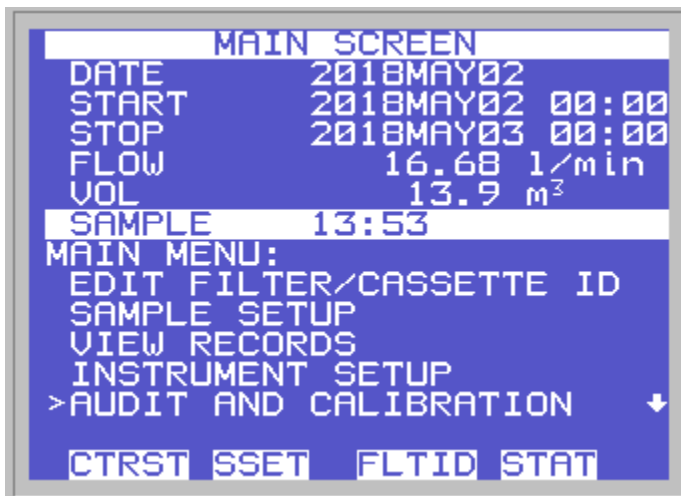 MAIN SCREEN
DATE 2018MAY02
START 2018MAY02 00:00
STOP 2018MAY03 00:00
FLOW 16.68 l/min
VOL 13.9 m³
SAMPLE 13:53
MAIN MENU:
EDIT FILTER/CASSETTE ID
SAMPLE SETUP
VIEW RECORDS
INSTRUMENT SETUP
>AUDIT AND CALIBRATION
CTRST SSET FLTID STAT